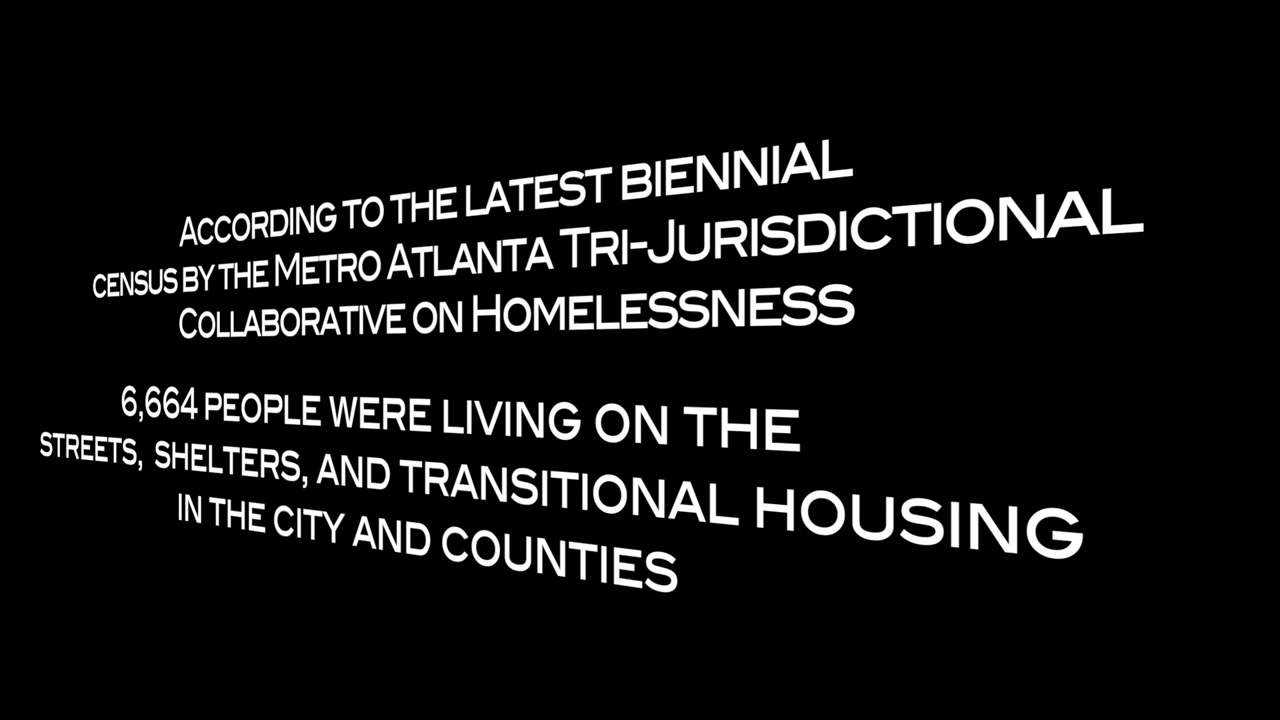 According to the latest biennial
census by the Metro Atlanta Tri-Jurisdictional
Collaborative on Homelessness
6,664 people were living on the
streets, shelters, and transitional housing
in the city and counties